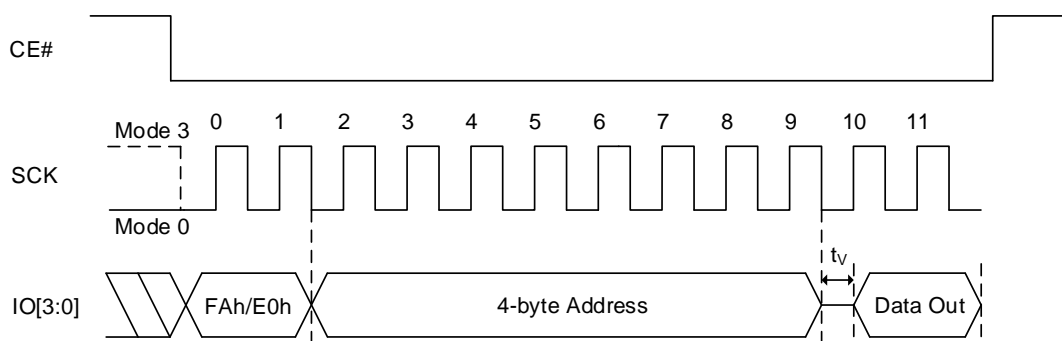 CE#
Mode 3 0 1 2 3 4 5 6 7 8 9 10 11
SCK
Mode 0
tV
IO[3:0] FAh/E0h 4-byte Address Data Out